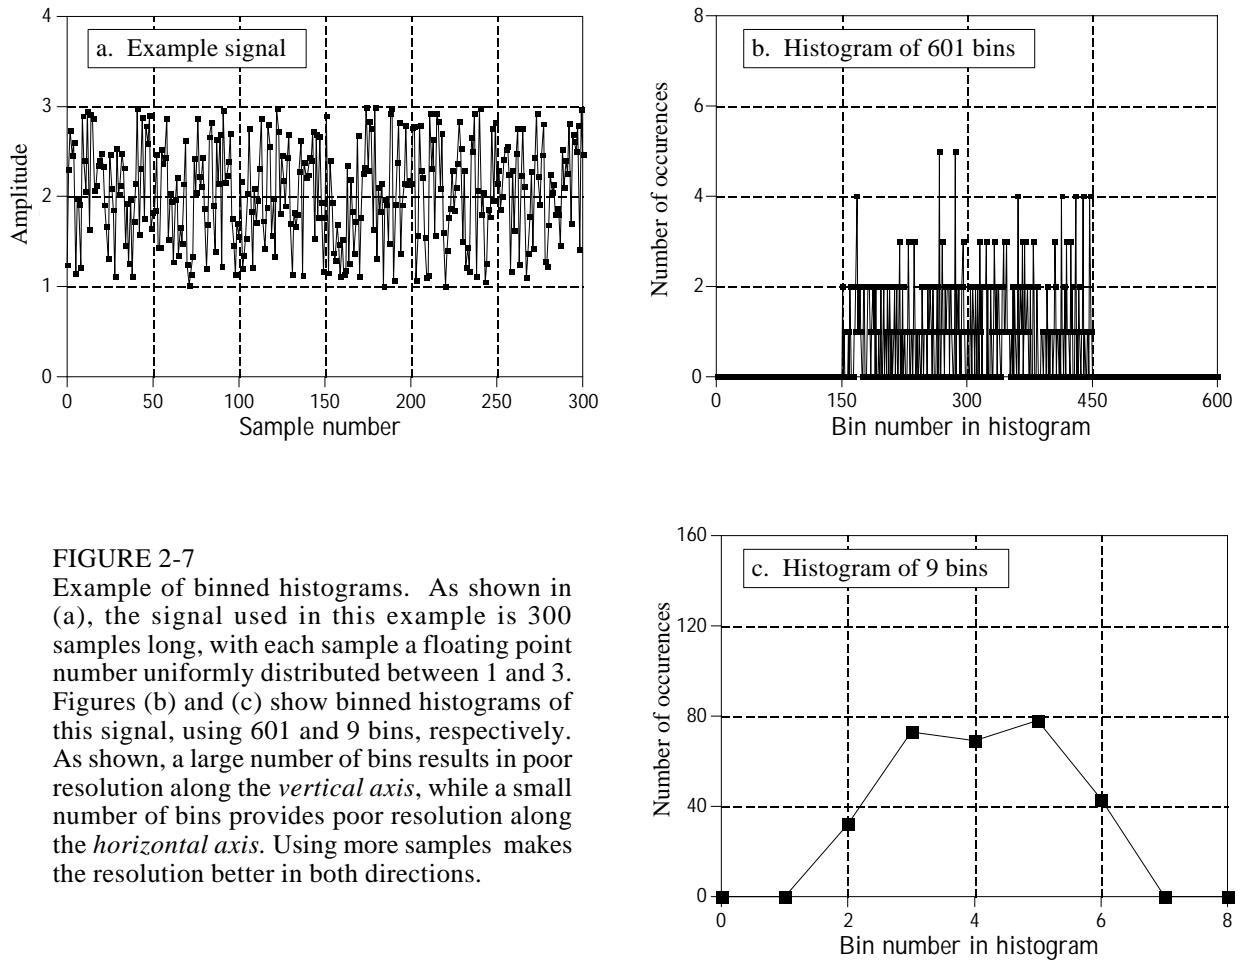 a. Example signal
4
3
2
1
0
Amplitude
0 50 100 150 200 250 300
Sample number
b. Histogram of 601 bins
8
6
4
2
0
Number of occurences
0 150 300 450 600
Bin number in histogram
FIGURE 2-7
Example of binned histograms. As shown in
(a), the signal used in this example is 300
samples long, with each sample a floating point
number uniformly distributed between 1 and 3.
Figures (b) and (c) show binned histograms of
this signal, using 601 and 9 bins, respectively.
As shown, a large number of bins results in poor
resolution along the vertical axis, while a small
number of bins provides poor resolution along
the horizontal axis. Using more samples makes
the resolution better in both directions.
c. Histogram of 9 bins
160
120
80
40
0
Number of occurences
0 2 4 6 8
Bin number in histogram